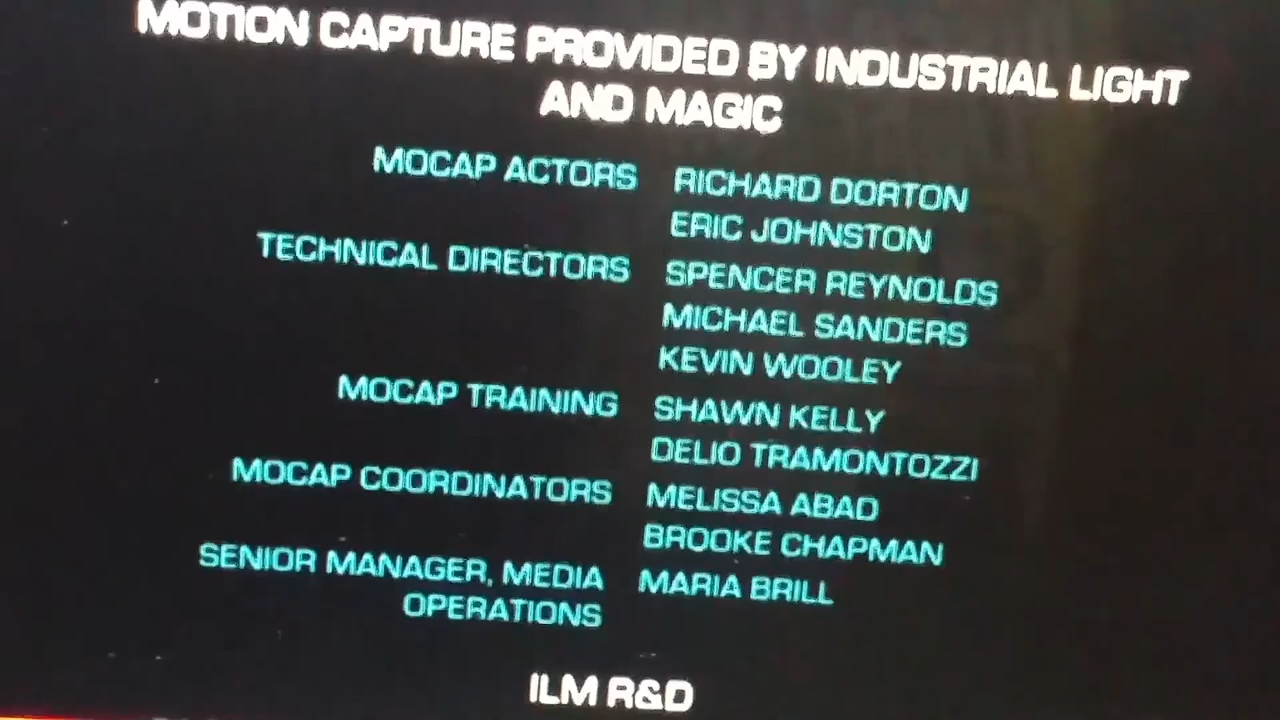 MOTION CAPTURE PROVIDED BY INDUSTRIAL LIGHT
AND MAGIC
MOCAP ACTORS RICHARD DORTON
ERIC JOHNSTON
TECHNICAL DIRECTORS SPENCER REYNOLDS
MICHAEL SANDERS
KEVIN WOOLEY
MOCAP TRAINING SHAWN KELLY
DELIO TRAMONTOZZI
MOCAP COORDINATORS MELISSA ABAD
BROOKE CHAPMAN
SENIOR MANAGER, MEDIA MARIA BRILL
OPERATIONS
ILM R&D